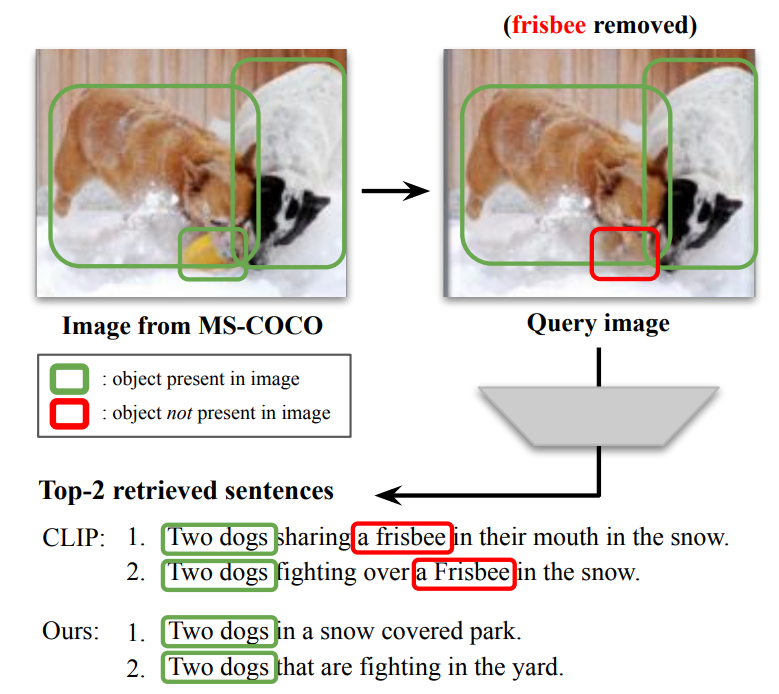 (frisbee removed)
Image from MS-COCO
Query image
: object present in image
: object not present in image
Top-2 retrieved sentences
CLIP: 1. Two dogs sharing a frisbee in their mouth in the snow.
2. Two dogs fighting over a Frisbee in the snow.
Ours: 1. Two dogs in a snow covered park.
2. Two dogs that are fighting in the yard.